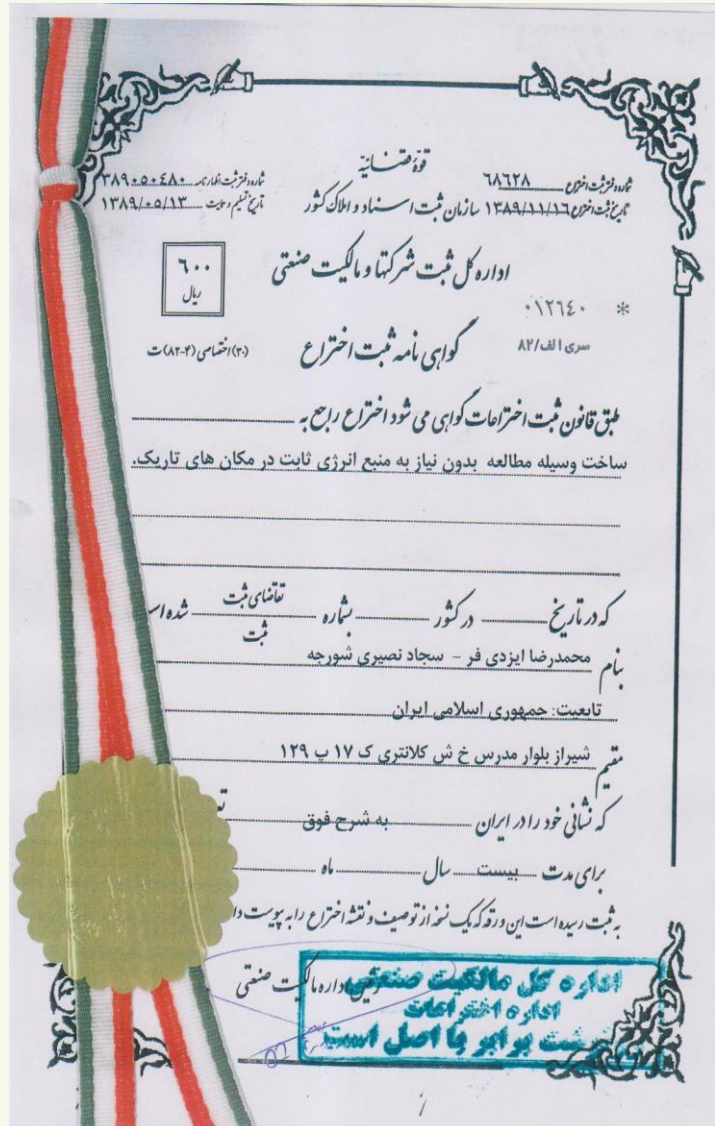 قوه قضائیه
شماره دفتر ثبت اختراع ۶۸۶۲۸
شماره دفتر ثبت اظهارنامه ۳۸۹۰۵۰۴۸۰
تاریخ ثبت اختراع ۱۳۸۹/۱۱/۱۶
سازمان ثبت اسناد و املاک کشور
تاریخ تسلیم و حمایت ۱۳۸۹/۰۵/۱۳
اداره کل ثبت شرکتها و مالکیت صنعتی
۶۰۰
ریال
* ۰۱۲۶۴۰
سری الف/۸۲
گواهی نامه ثبت اختراع
(۳۰) اختصاصی (۴-۸۲) ت
طبق قانون ثبت اختراعات گواهی می شود اختراع راجع به
ساخت وسیله مطالعه بدون نیاز به منبع انرژی ثابت در مکان های تاریک.
که در تاریخ در کشور بشماره تقاضای ثبت شده
ثبت
بنام محمدرضا ایزدی فر - سجاد نصیری شورجه
تابعیت: جمهوری اسلامی ایران
مقیم شیراز بلوار مدرس خ ش کلانتری ک ۱۷ پ ۱۲۹
که نشانی خود را در ایران به شرح فوق
برای مدت بیست سال ماه
به ثبت رسیده است این ورقه که یک نسخه از توصیف و نقشه اختراع را به پیوست
اداره مالکیت صنعتی
اداره کل مالکیت صنعتی
اداره اختراعات
برابر با اصل است